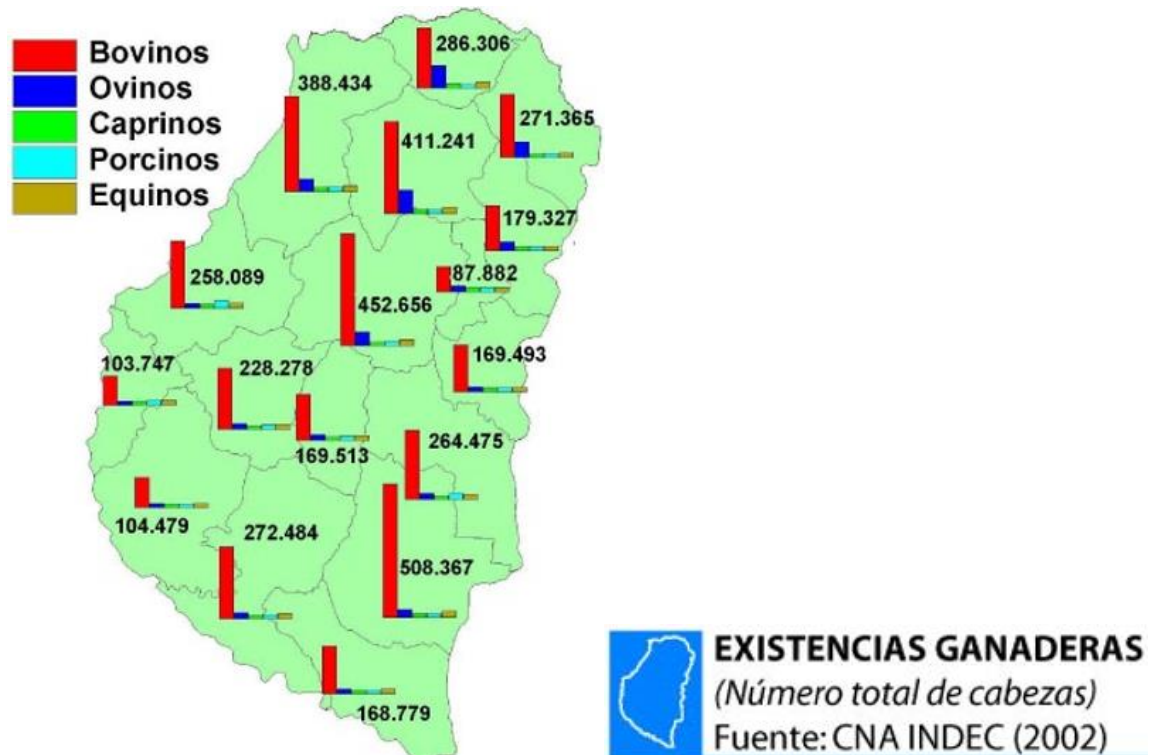 Bovinos
Ovinos
Caprinos
Porcinos
Equinos
286.306
388.434
271.365
411.241
179.327
87.882
258.089
452.656
169.493
103.747
228.278
264.475
169.513
104.479
272.484
508.367
168.779
EXISTENCIAS GANADERAS
(Número total de cabezas)
Fuente: CNA INDEC (2002)